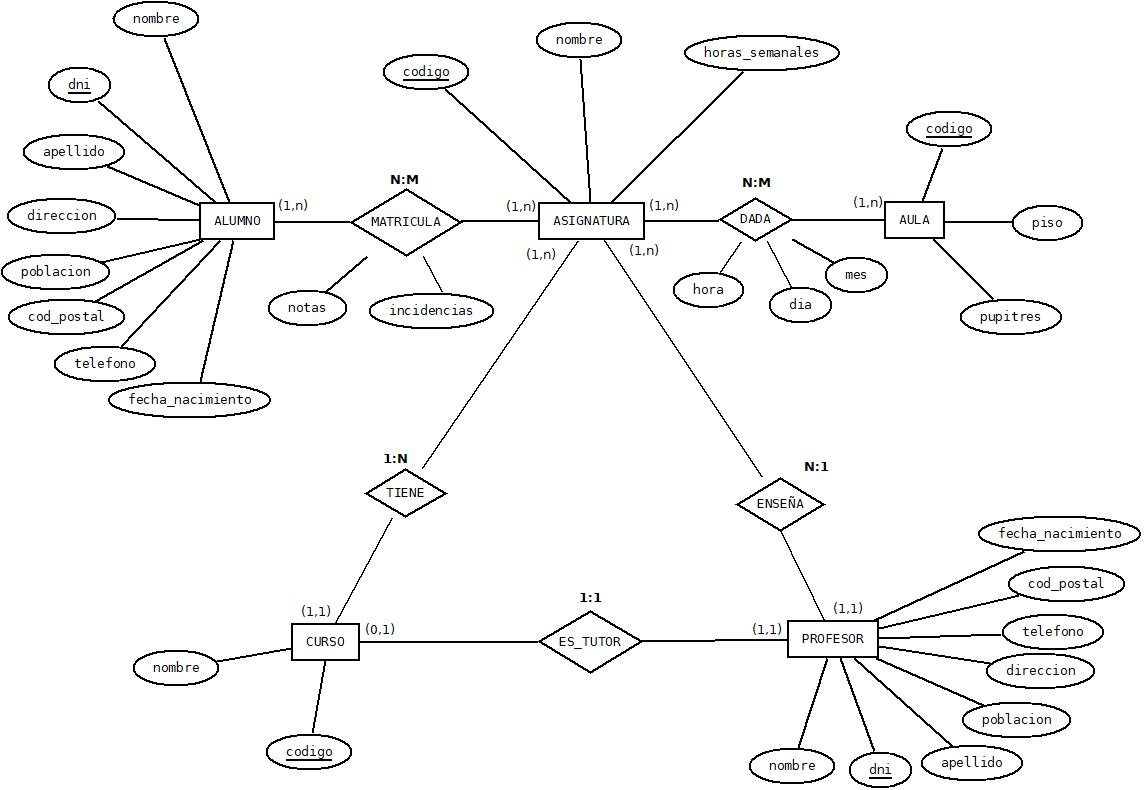 nombre
nombre
horas_semanales
codigo
dni
codigo
apellido
N:M
N:M
direccion
ALUMNO
(1,n)
MATRICULA
(1,n)
ASIGNATURA
(1,n)
DADA
(1,n)
AULA
piso
(1,n)
(1,n)
poblacion
hora
dia
mes
cod_postal
notas
incidencias
pupitres
telefono
fecha_nacimiento
1:N
N:1
TIENE
ENSEÑA
fecha_nacimiento
cod_postal
1:1
(1,1)
(0,1)
(1,1)
(1,1)
telefono
nombre
CURSO
ES_TUTOR
PROFESOR
direccion
poblacion
codigo
nombre
dni
apellido